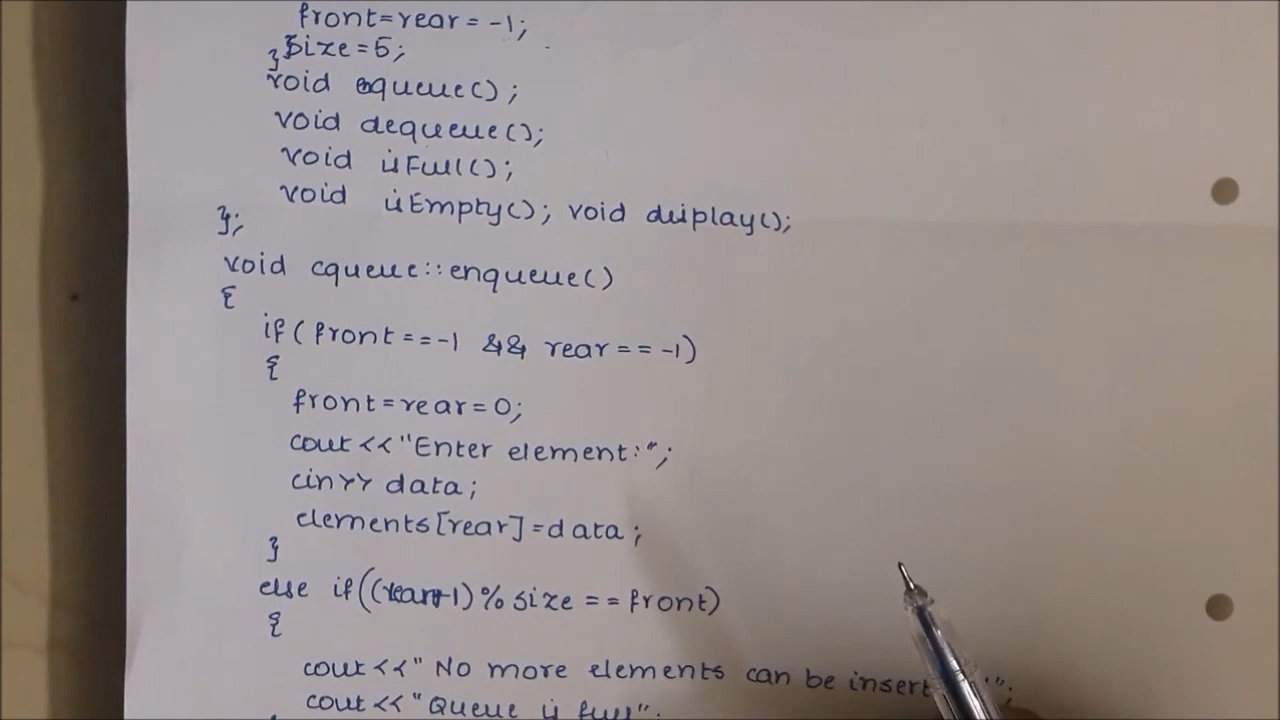 front=rear = -1;
}size=5;
void enqueue();
void dequeue();
void isFull();
void isEmpty(); void display();
};
void cqueue::enqueue()
{
if(front==-1 && rear==-1)
{
front=rear=0;
cout<<"Enter element:";
cin>>data;
elements[rear]=data;
}
else if((rear+1)%size==front)
{
cout<<"No more elements can be insert
cout<<"Queue is full";
}